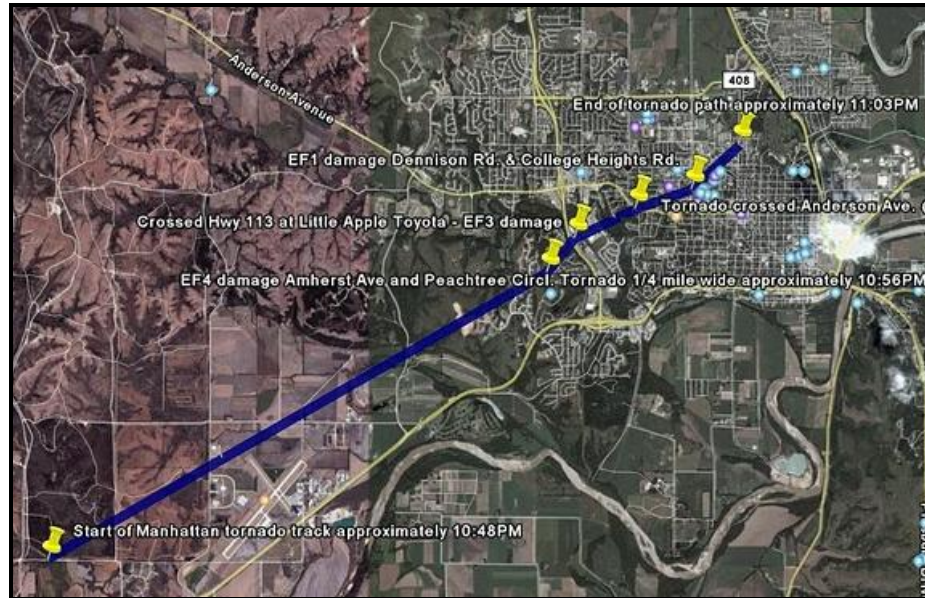 Anderson Avenue
408
End of tornado path approximately 11:03PM
EF1 damage Dennison Rd. & College Heights Rd.
Tornado crossed Anderson Ave.
Crossed Hwy 113 at Little Apple Toyota - EF3 damage
EF4 damage Amherst Ave and Peachtree Circl. Tornado 1/4 mile wide approximately 10:56PM
Start of Manhattan tornado track approximately 10:48PM